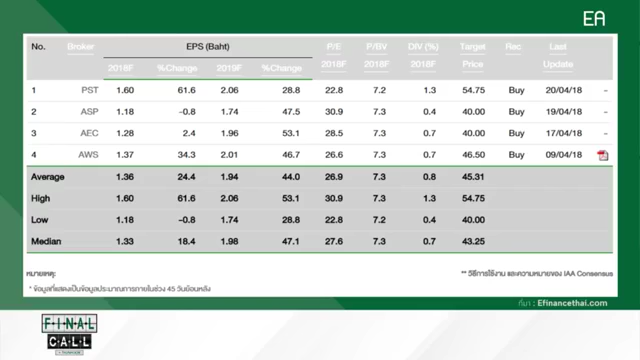 EA
No. Broker EPS (Baht) P/E P/BV DIV (%) Target Rec Last
2018F %Change 2019F %Change 2018F 2018F 2018F Price Update
1 PST 1.60 61.6 2.06 28.8 22.8 7.2 1.3 54.75 Buy 20/04/18 -
2 ASP 1.18 -0.8 1.74 47.5 30.9 7.3 0.4 40.00 Buy 19/04/18 -
3 AEC 1.28 2.4 1.96 53.1 28.5 7.3 0.7 40.00 Buy 17/04/18 -
4 AWS 1.37 34.3 2.01 46.7 26.6 7.3 0.7 46.50 Buy 09/04/18
Average 1.36 24.4 1.94 44.0 26.9 7.3 0.8 45.31
High 1.60 61.6 2.06 53.1 30.9 7.3 1.3 54.75
Low 1.18 -0.8 1.74 28.8 22.8 7.2 0.4 40.00
Median 1.33 18.4 1.98 47.1 27.6 7.3 0.7 43.25
หมายเหตุ: ** วิธีการใช้งาน และความหมายของ IAA Consensus
* ข้อมูลที่แสดงเป็นข้อมูลประมาณการภายในช่วง 45 วันย้อนหลัง
ที่มา : Efinancethai.com
FINAL
CALL